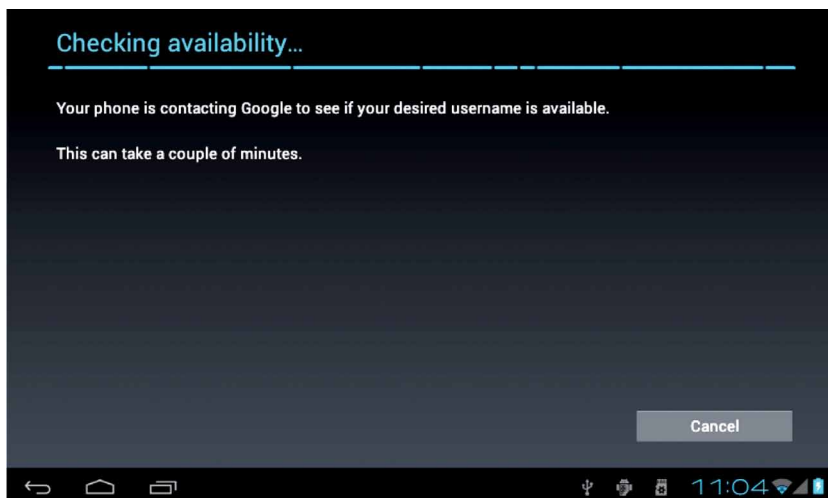 Checking availability...
Your phone is contacting Google to see if your desired username is available.
This can take a couple of minutes.
Cancel
11:04